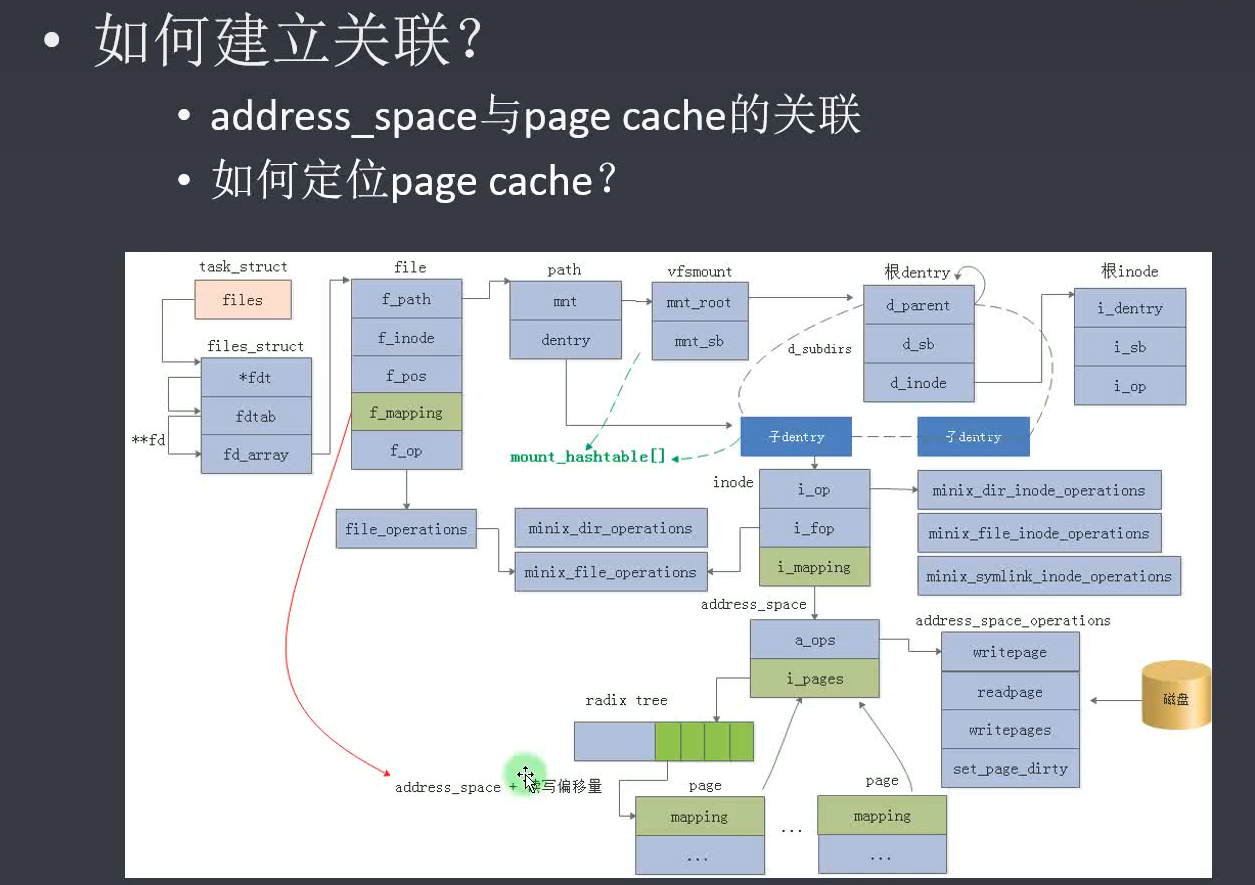 • 如何建立关联？
• address_space与page cache的关联
• 如何定位page cache？
task_struct
files
files_struct
*fdt
fdtab
fd_array
**fd
file
f_path
f_inode
f_pos
f_mapping
f_op
file_operations
path
mnt
dentry
vfsmount
mnt_root
mnt_sb
根dentry
d_parent
d_sb
d_inode
d_subdirs
根inode
i_dentry
i_sb
i_op
子dentry
子dentry
mount_hashtable[]
inode
i_op
i_fop
i_mapping
minix_dir_operations
minix_file_operations
minix_dir_inode_operations
minix_file_inode_operations
minix_symlink_inode_operations
address_space
a_ops
i_pages
address_space_operations
writepage
readpage
writepages
set_page_dirty
磁盘
radix tree
address_space + 读写偏移量
page
mapping
...
...
page
mapping
...